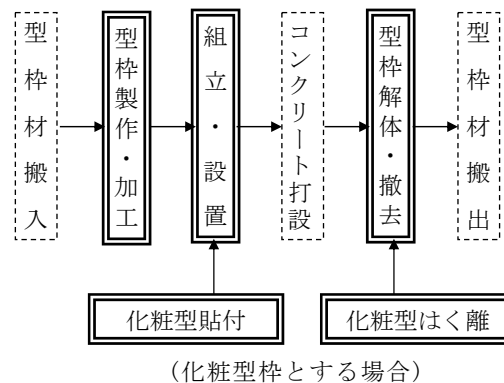 型枠材搬入
型枠製作・加工
組立・設置
コンクリート打設
型枠解体・撤去
型枠材搬出
化粧型貼付
化粧型はく離
（化粧型枠とする場合）